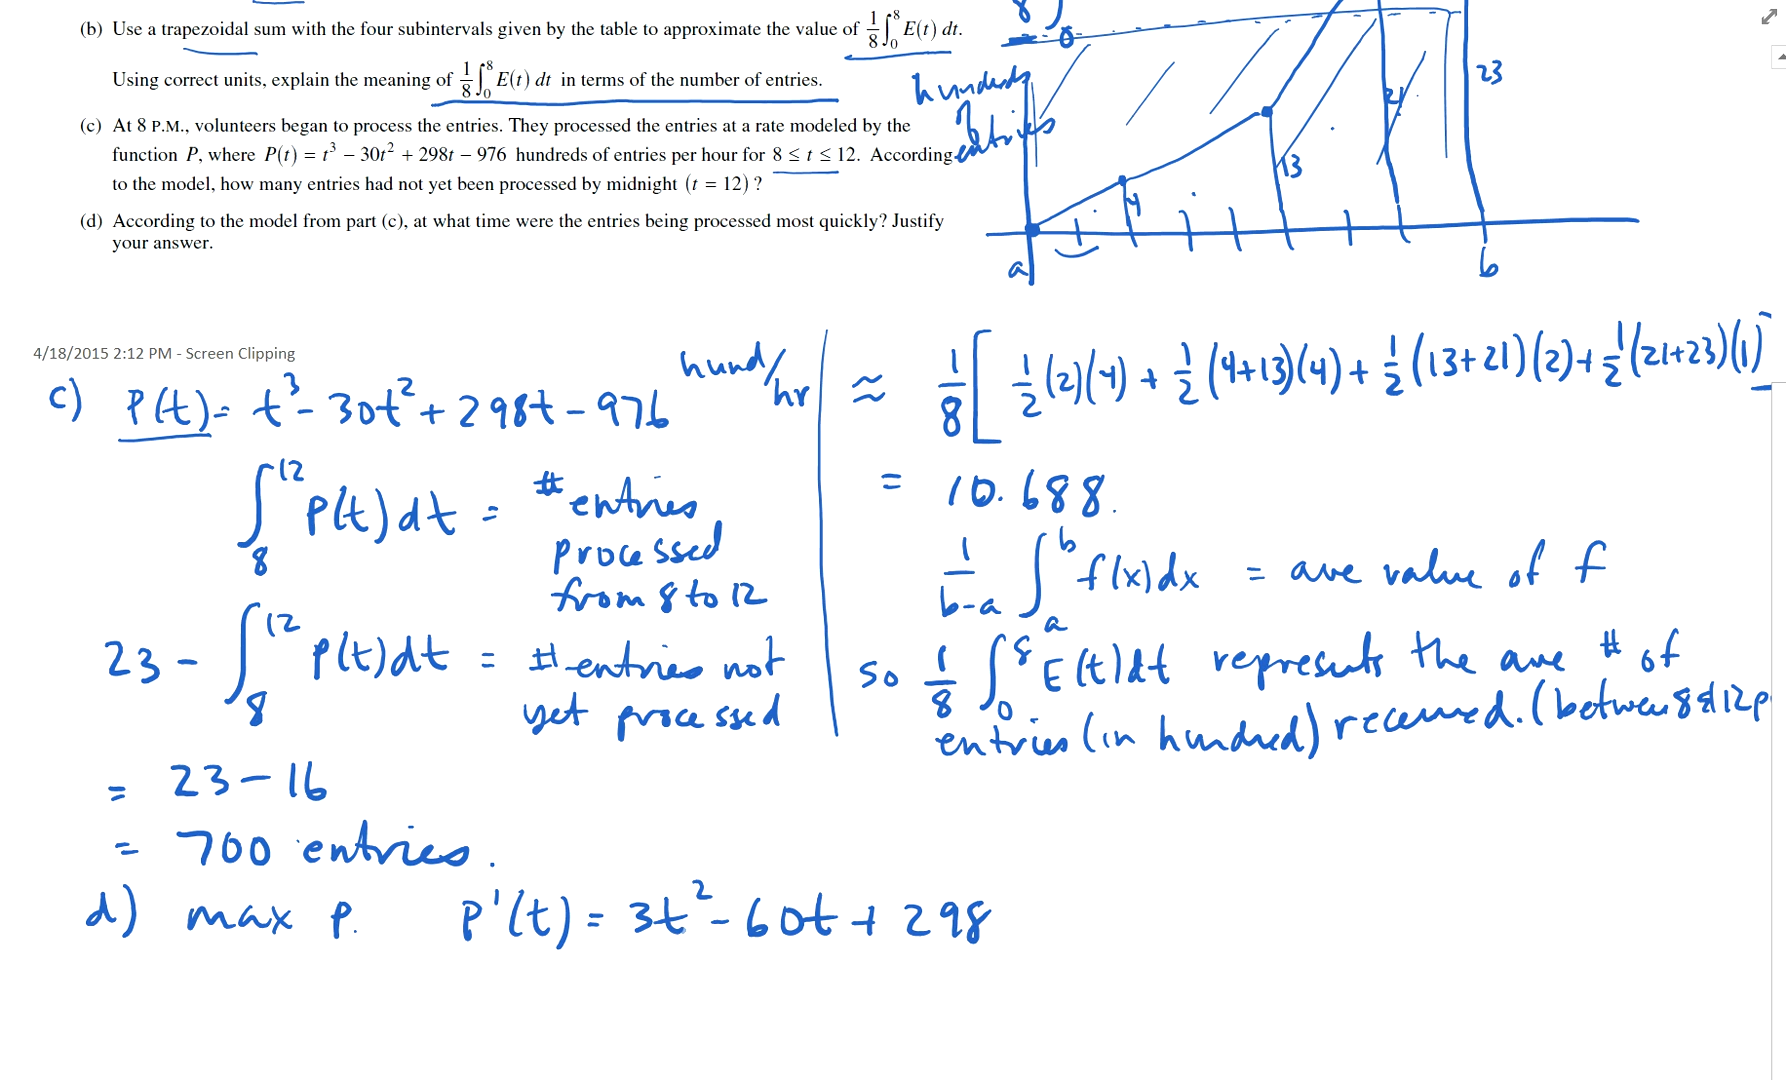 (b) Use a trapezoidal sum with the four subintervals given by the table to approximate the value of 1/8 ∫₀⁸ E(t) dt.
Using correct units, explain the meaning of 1/8 ∫₀⁸ E(t) dt in terms of the number of entries.
(c) At 8 P.M., volunteers began to process the entries. They processed the entries at a rate modeled by the
function P, where P(t) = t³ − 30t² + 298t − 976 hundreds of entries per hour for 8 ≤ t ≤ 12. According
to the model, how many entries had not yet been processed by midnight (t = 12) ?
(d) According to the model from part (c), at what time were the entries being processed most quickly? Justify
your answer.
8
0
hundreds
of
entries
4
13
21
23
a
b
4/18/2015 2:12 PM - Screen Clipping
c) P(t) = t³ − 30t² + 298t − 976 hund/hr
∫₈¹² P(t)dt = # entries
processed
from 8 to 12
23 − ∫₈¹² P(t)dt = # entries not
yet processed
= 23 − 16
= 700 entries.
d) max P. P'(t) = 3t² − 60t + 298
≈ 1/8 [ 1/2 (2)(4) + 1/2 (4+13)(4) + 1/2 (13+21)(2) + 1/2 (21+23)(1)
= 10.688.
1/(b−a) ∫ₐᵇ f(x)dx = ave value of f
so 1/8 ∫₀⁸ E(t)dt represents the ave # of
entries (in hundred) received. (between 8 & 12p